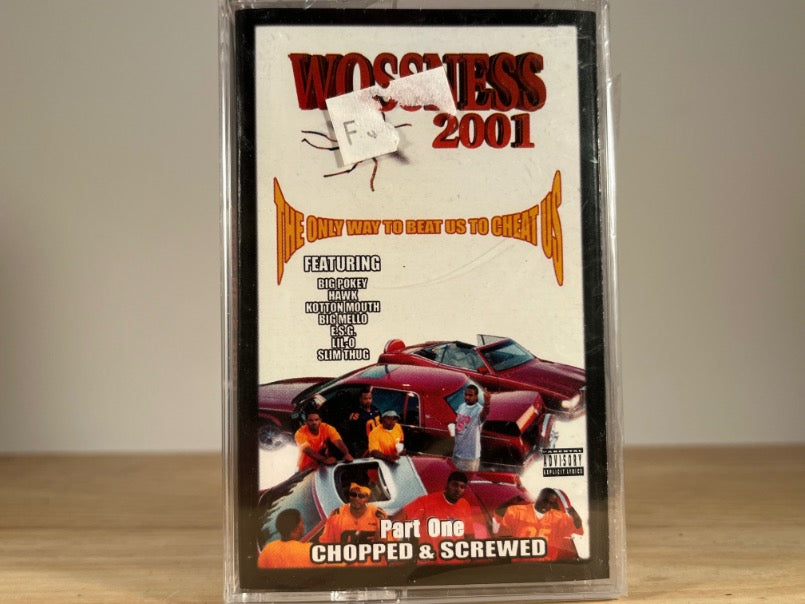 WOSSNESS
2001
F
THE ONLY WAY TO BEAT US TO CHEAT US
FEATURING
BIG POKEY
HAWK
KOTTON MOUTH
BIG MELLO
E.S.G.
LIL-O
SLIM THUG
PARENTAL
ADVISORY
EXPLICIT LYRICS
Part One
CHOPPED & SCREWED